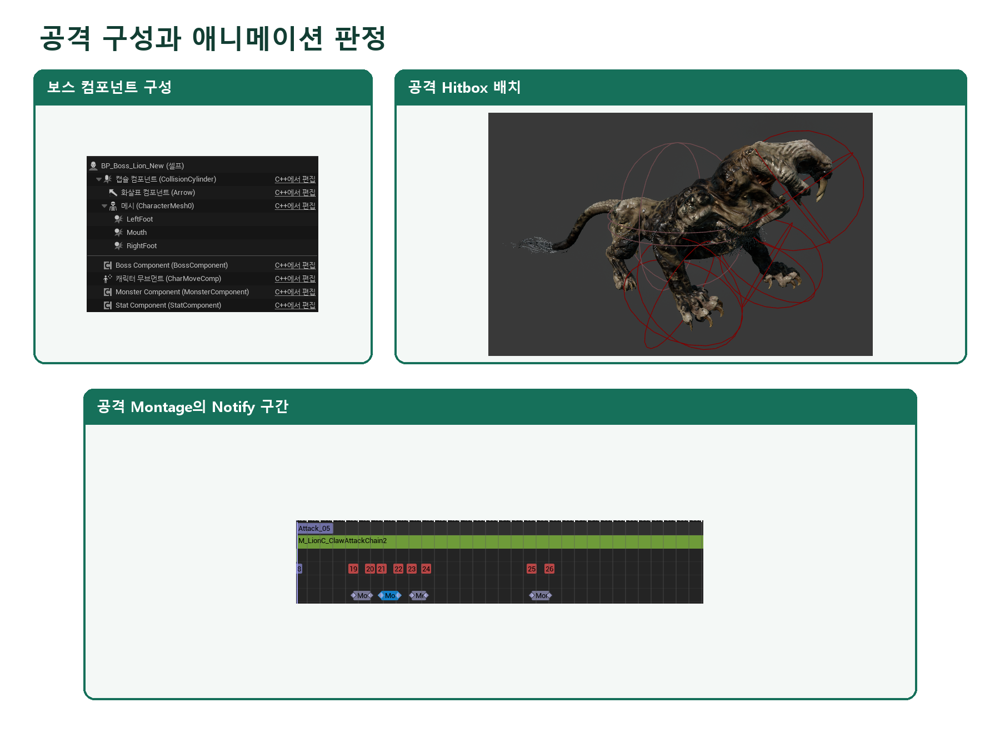 공격 구성과 애니메이션 판정
보스 컴포넌트 구성
BP_Boss_Lion_New (셀프)
캡슐 컴포넌트 (CollisionCylinder) C++에서 편집
화살표 컴포넌트 (Arrow) C++에서 편집
메시 (CharacterMesh0) C++에서 편집
LeftFoot
Mouth
RightFoot
Boss Component (BossComponent) C++에서 편집
캐릭터 무브먼트 (CharMoveComp) C++에서 편집
Monster Component (MonsterComponent) C++에서 편집
Stat Component (StatComponent) C++에서 편집
공격 Hitbox 배치
공격 Montage의 Notify 구간
Attack_05
M_LionC_ClawAttackChain2
8 19 20 21 22 23 24 25 26
Mo Mo Mo Mon